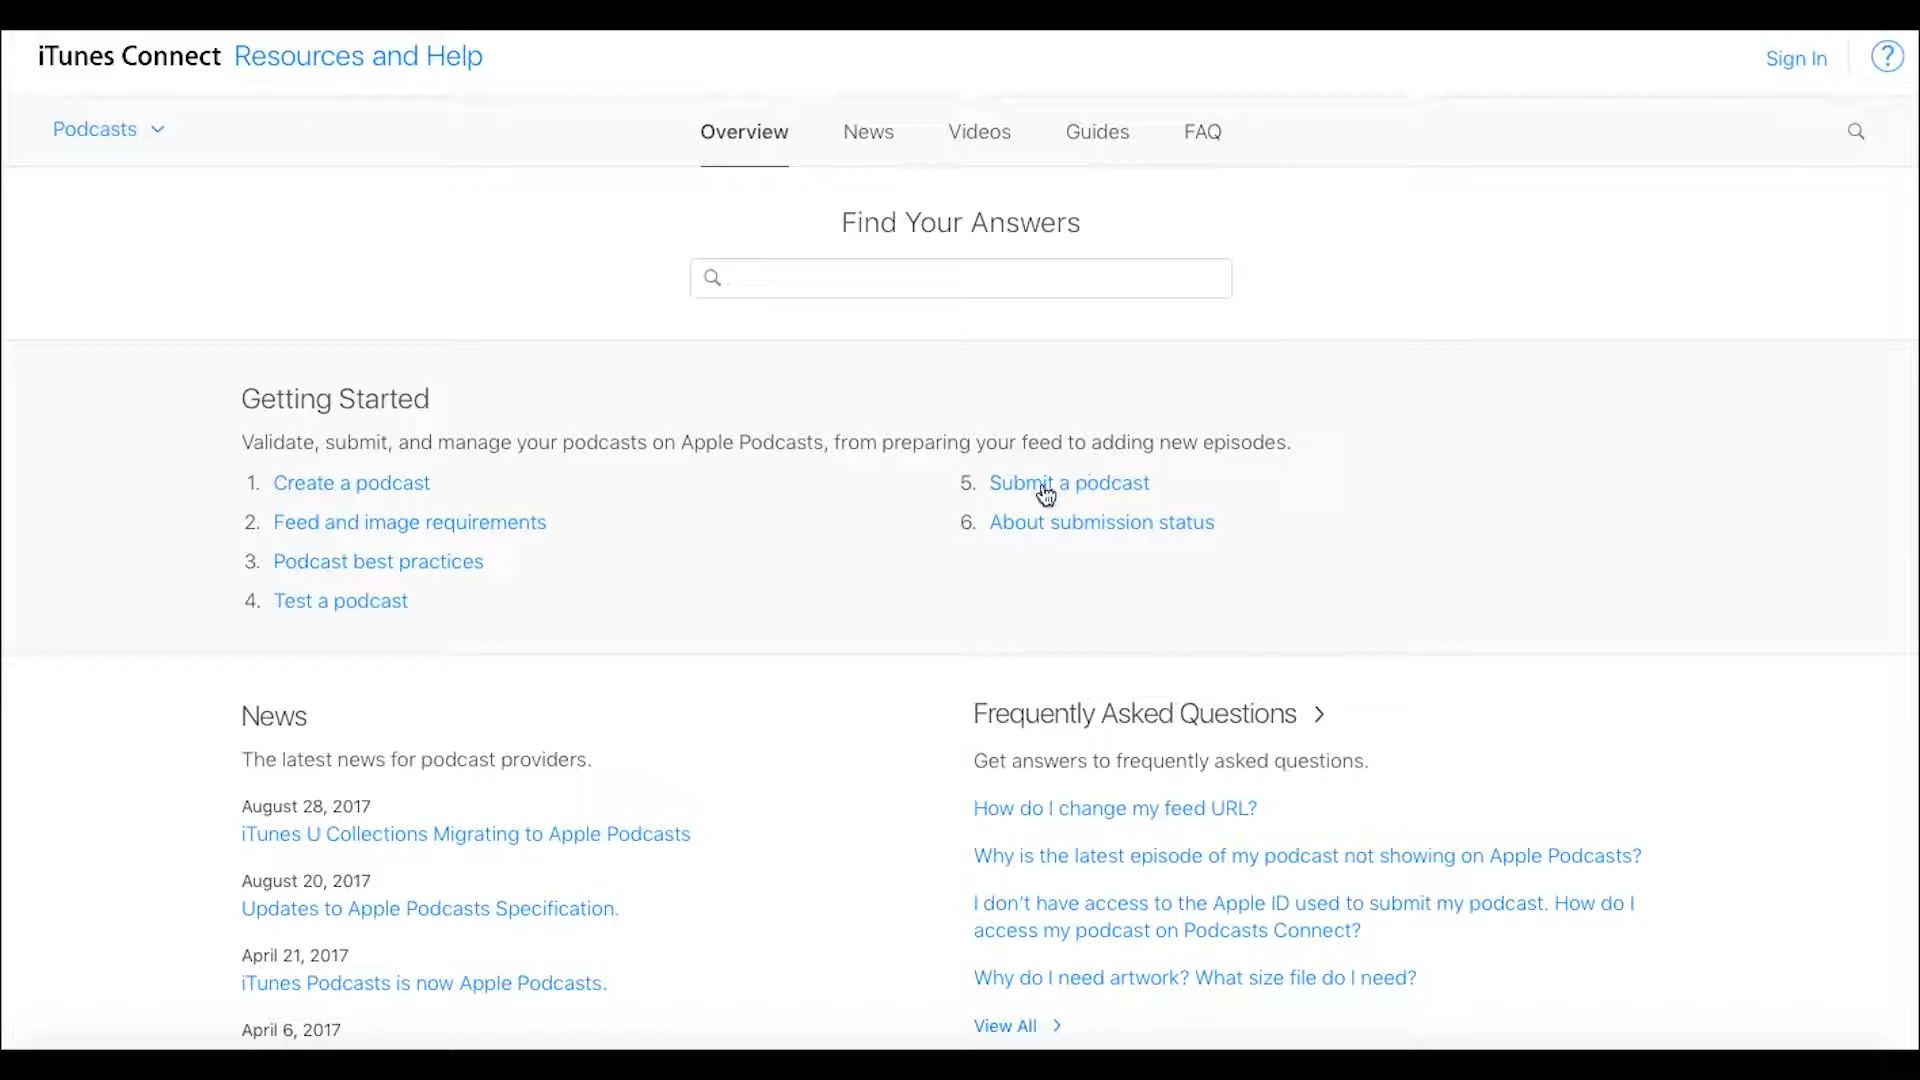 iTunes Connect Resources and Help
Sign In
?
Podcasts
Overview
News
Videos
Guides
FAQ
Find Your Answers
Getting Started
Validate, submit, and manage your podcasts on Apple Podcasts, from preparing your feed to adding new episodes.
1. Create a podcast
2. Feed and image requirements
3. Podcast best practices
4. Test a podcast
5. Submit a podcast
6. About submission status
News
The latest news for podcast providers.
August 28, 2017
iTunes U Collections Migrating to Apple Podcasts
August 20, 2017
Updates to Apple Podcasts Specification.
April 21, 2017
iTunes Podcasts is now Apple Podcasts.
April 6, 2017
Frequently Asked Questions
Get answers to frequently asked questions.
How do I change my feed URL?
Why is the latest episode of my podcast not showing on Apple Podcasts?
I don't have access to the Apple ID used to submit my podcast. How do I
access my podcast on Podcasts Connect?
Why do I need artwork? What size file do I need?
View All